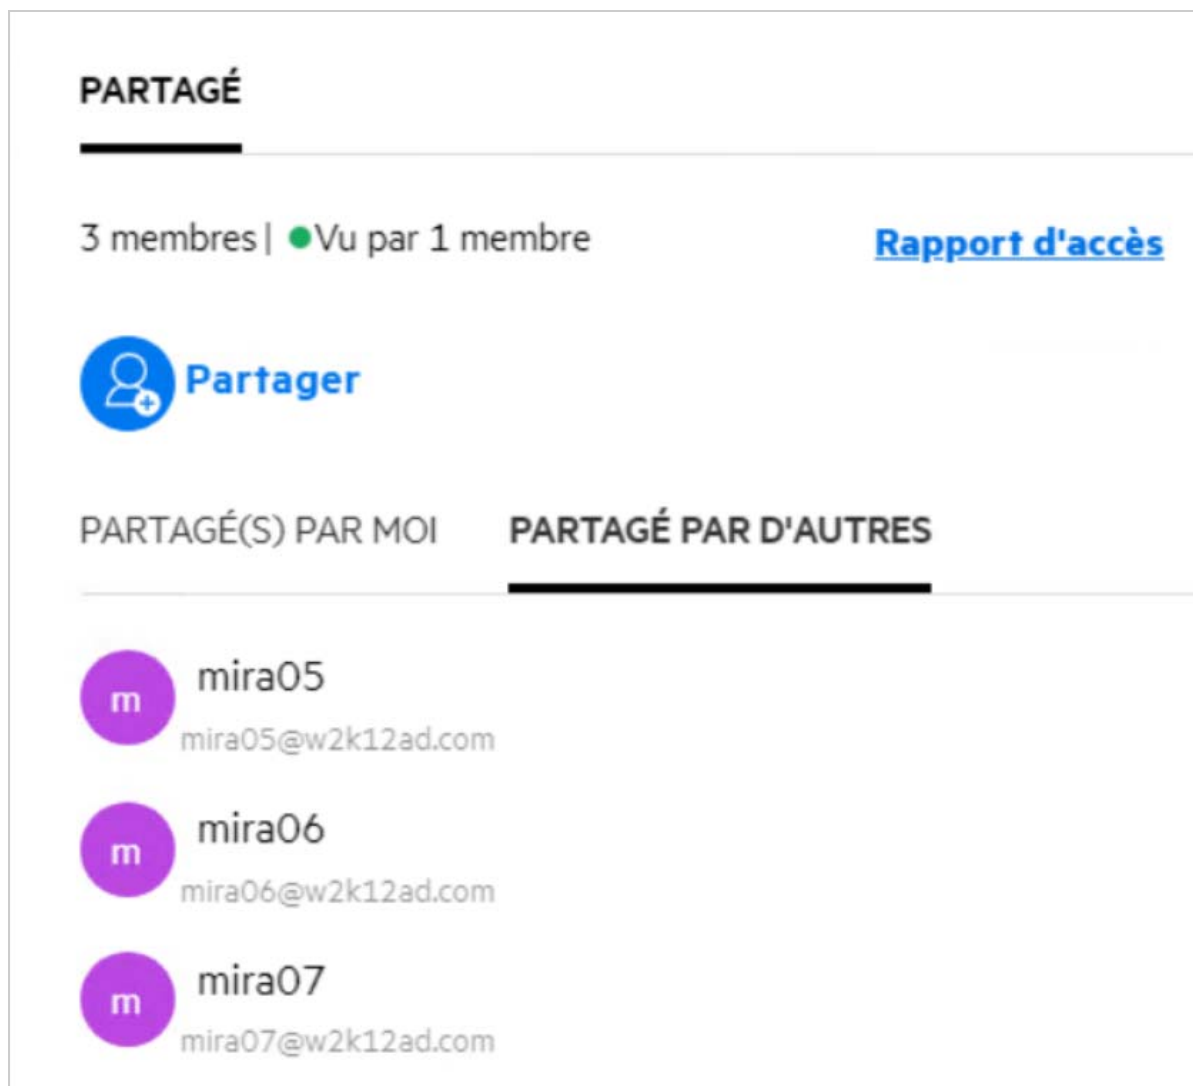 PARTAGÉ
3 membres | Vu par 1 membre
Rapport d'accès
Partager
PARTAGÉ(S) PAR MOI
PARTAGÉ PAR D'AUTRES
m
mira05
mira05@w2k12ad.com
m
mira06
mira06@w2k12ad.com
m
mira07
mira07@w2k12ad.com